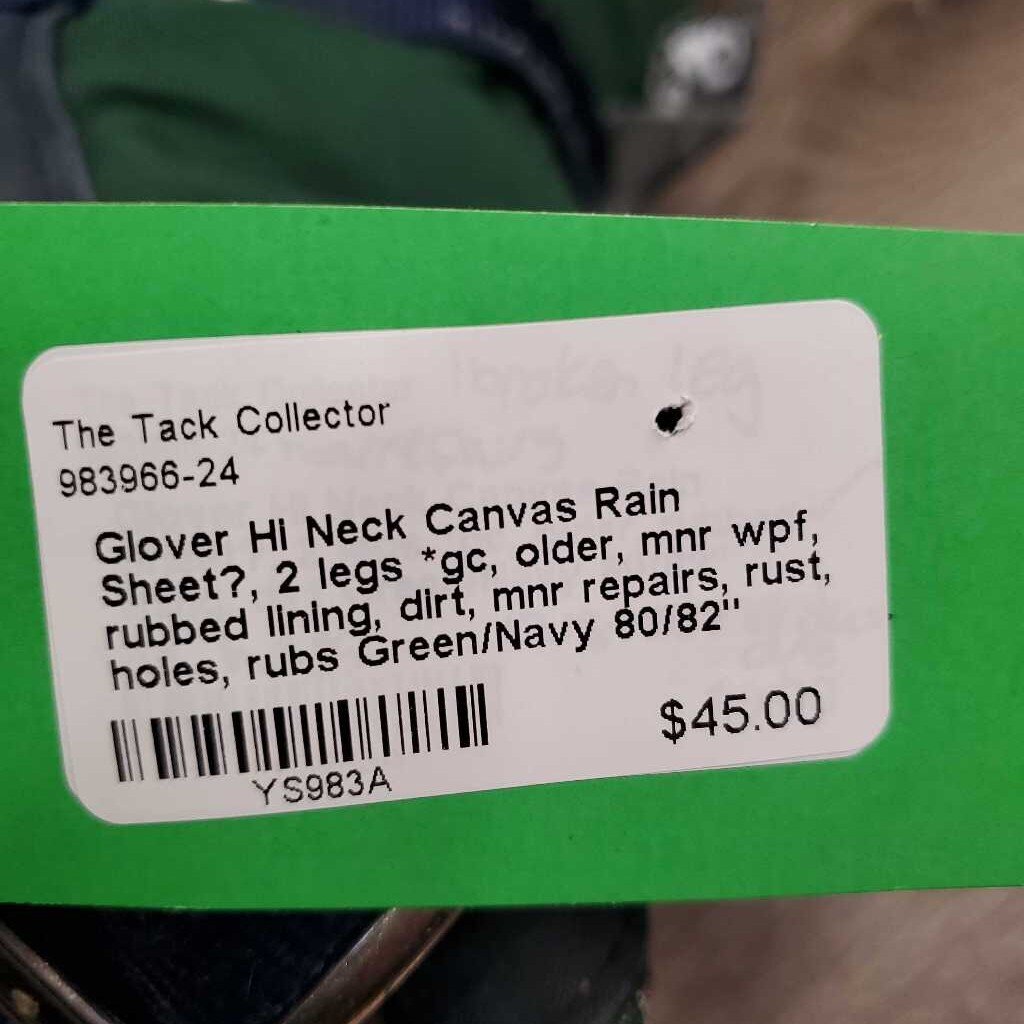 The Tack Collector
983966-24
Glover Hi Neck Canvas Rain
Sheet?, 2 legs *gc, older, mnr wpf,
rubbed lining, dirt, mnr repairs, rust,
holes, rubs Green/Navy 80/82"
$45.00
YS983A